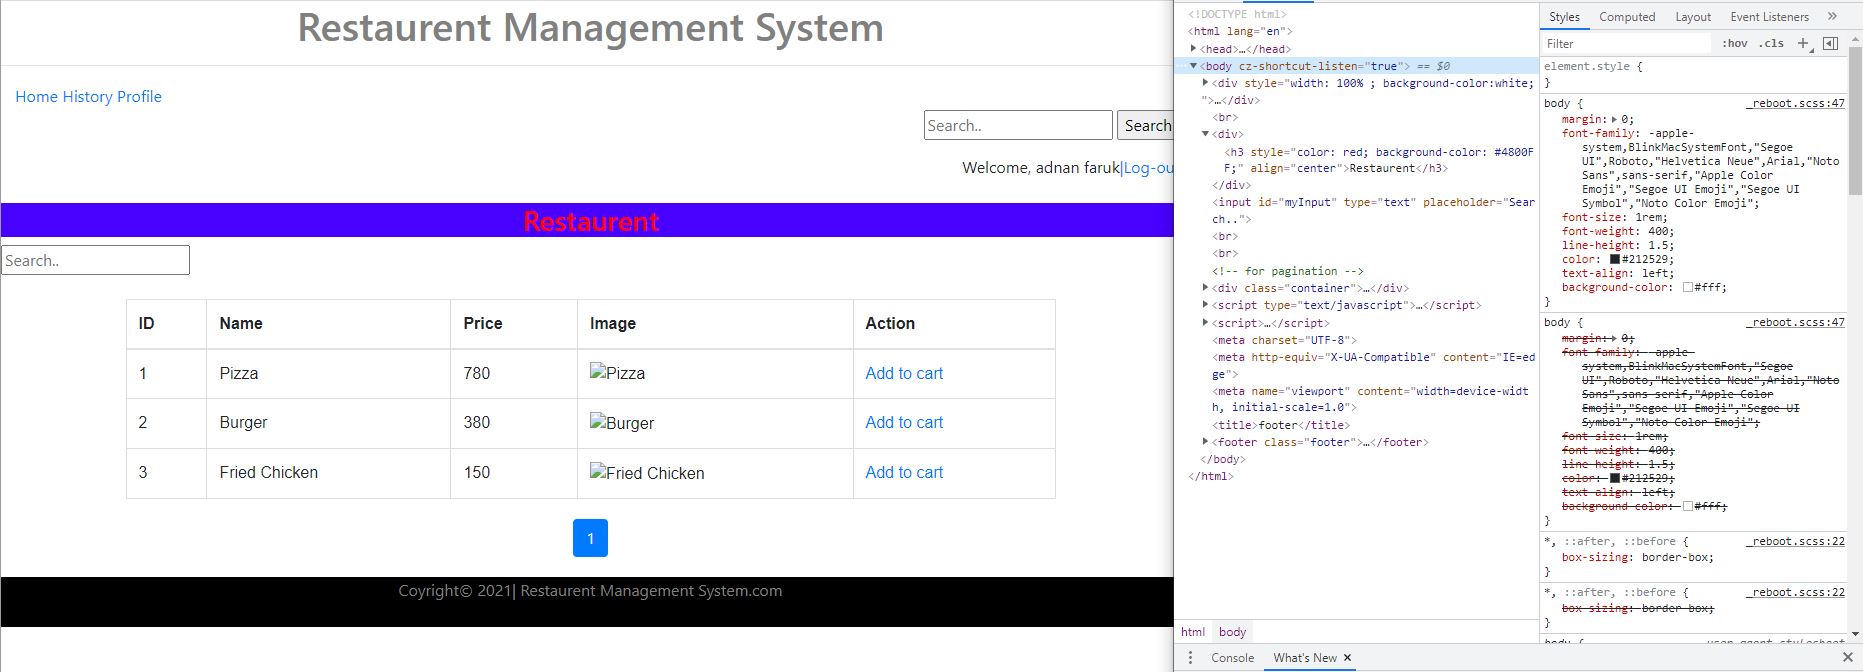 Restaurent Management System
Home History Profile
Search.. Search
Welcome, adnan faruk|Log-ou
Restaurent
Search..
ID Name Price Image Action
1 Pizza 780 Pizza Add to cart
2 Burger 380 Burger Add to cart
3 Fried Chicken 150 Fried Chicken Add to cart
1
Coyright© 2021| Restaurent Management System.com
<!DOCTYPE html>
<html lang="en">
<head>…</head>
<body cz-shortcut-listen="true"> == $0
<div style="width: 100% ; background-color:white;
">…</div>
<br>
<div>
<h3 style="color: red; background-color: #4800F
F;" align="center">Restaurent</h3>
</div>
<input id="myInput" type="text" placeholder="Sear
ch..">
<br>
<br>
<!-- for pagination -->
<div class="container">…</div>
<script type="text/javascript">…</script>
<script>…</script>
<meta charset="UTF-8">
<meta http-equiv="X-UA-Compatible" content="IE=ed
ge">
<meta name="viewport" content="width=device-widt
h, initial-scale=1.0">
<title>footer</title>
<footer class="footer">…</footer>
</body>
</html>
html body
Styles Computed Layout Event Listeners »
Filter :hov .cls +
element.style {
}
body { _reboot.scss:47
margin: 0;
font-family: -apple-
system,BlinkMacSystemFont,"Segoe
UI",Roboto,"Helvetica Neue",Arial,"Noto
Sans",sans-serif,"Apple Color
Emoji","Segoe UI Emoji","Segoe UI
Symbol","Noto Color Emoji";
font-size: 1rem;
font-weight: 400;
line-height: 1.5;
color: #212529;
text-align: left;
background-color: #fff;
}
body { _reboot.scss:47
margin: 0;
font-family: -apple-
system,BlinkMacSystemFont,"Segoe
UI",Roboto,"Helvetica Neue",Arial,"Noto
Sans",sans-serif,"Apple Color
Emoji","Segoe UI Emoji","Segoe UI
Symbol","Noto Color Emoji";
font-size: 1rem;
font-weight: 400;
line-height: 1.5;
color: #212529;
text-align: left;
background-color: #fff;
}
*, ::after, ::before { _reboot.scss:22
box-sizing: border-box;
}
*, ::after, ::before { _reboot.scss:22
box-sizing: border-box;
}
body { user agent stylesheet
Console What's New ×